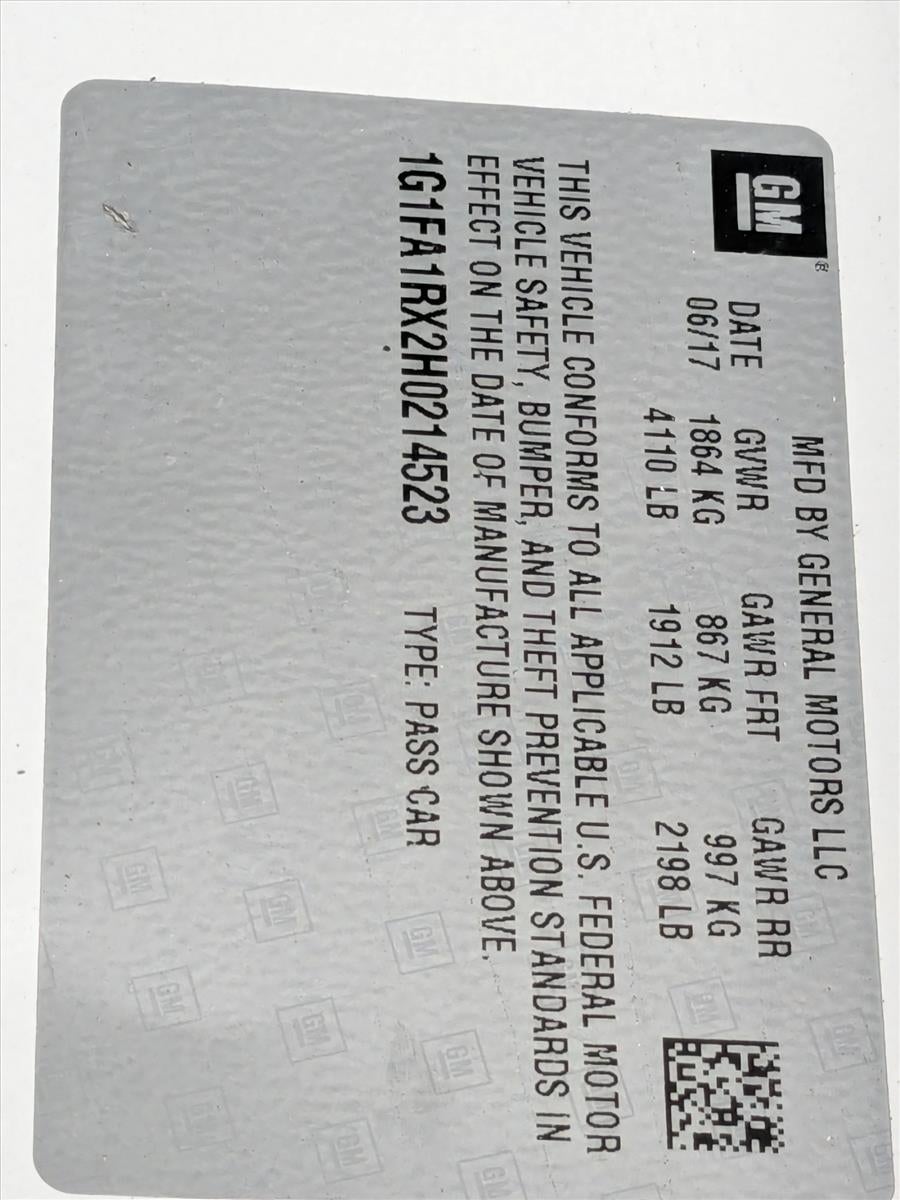 GM®
MFD BY GENERAL MOTORS LLC
DATE GVWR GAWR FRT GAWR RR
06/17 1864 KG 867 KG 997 KG
4110 LB 1912 LB 2198 LB
THIS VEHICLE CONFORMS TO ALL APPLICABLE U.S. FEDERAL MOTOR
VEHICLE SAFETY, BUMPER, AND THEFT PREVENTION STANDARDS IN
EFFECT ON THE DATE OF MANUFACTURE SHOWN ABOVE.
1G1FA1RX2H0214523 TYPE: PASS CAR